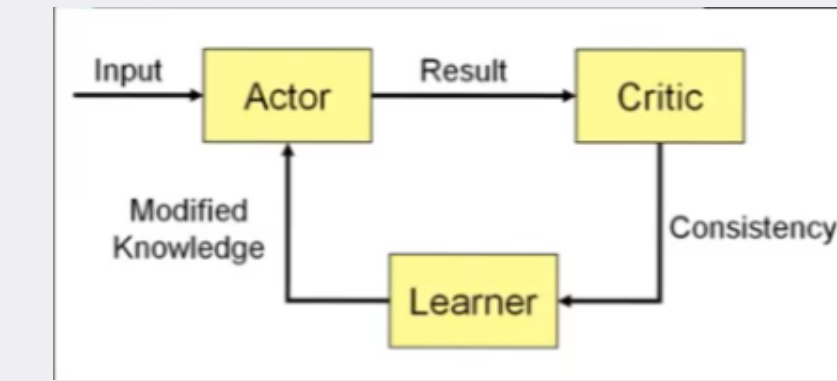 Input
Actor
Result
Critic
Modified
Knowledge
Consistency
Learner